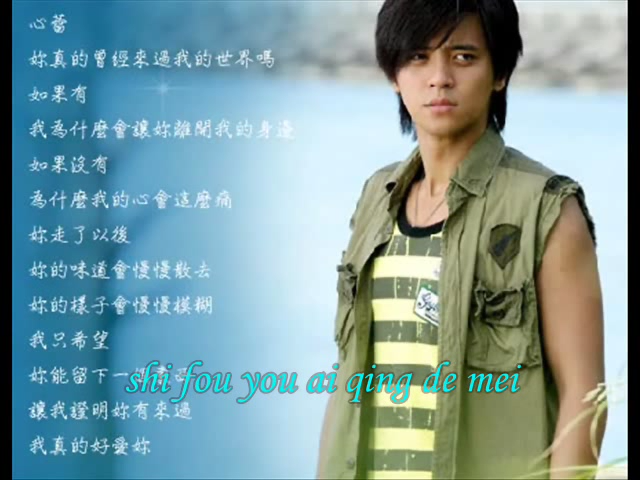 心蕾
妳真的曾經來過我的世界嗎
如果有
我為什麼會讓妳離開我的身邊
如果沒有
為什麼我的心會這麼痛
妳走了以後
妳的味道會慢慢散去
妳的樣子會慢慢模糊
我只希望
妳能留下一
shi fou you ai qing de mei
讓我證明妳有來過
我真的好愛妳